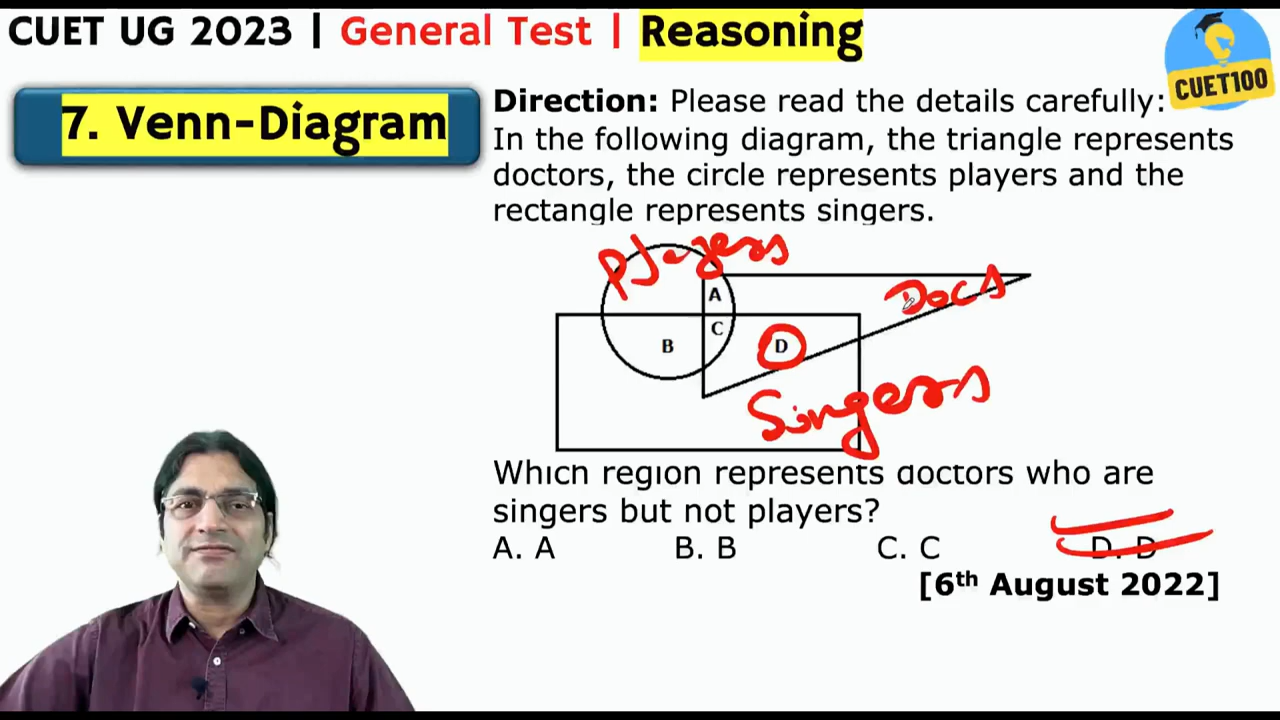 CUET UG 2023 | General Test | Reasoning
CUET100
7. Venn-Diagram
Direction: Please read the details carefully:
In the following diagram, the triangle represents
doctors, the circle represents players and the
rectangle represents singers.
Players
Docs
A
C
B
D
Singers
Which region represents doctors who are
singers but not players?
A. A B. B C. C D. D
[6th August 2022]